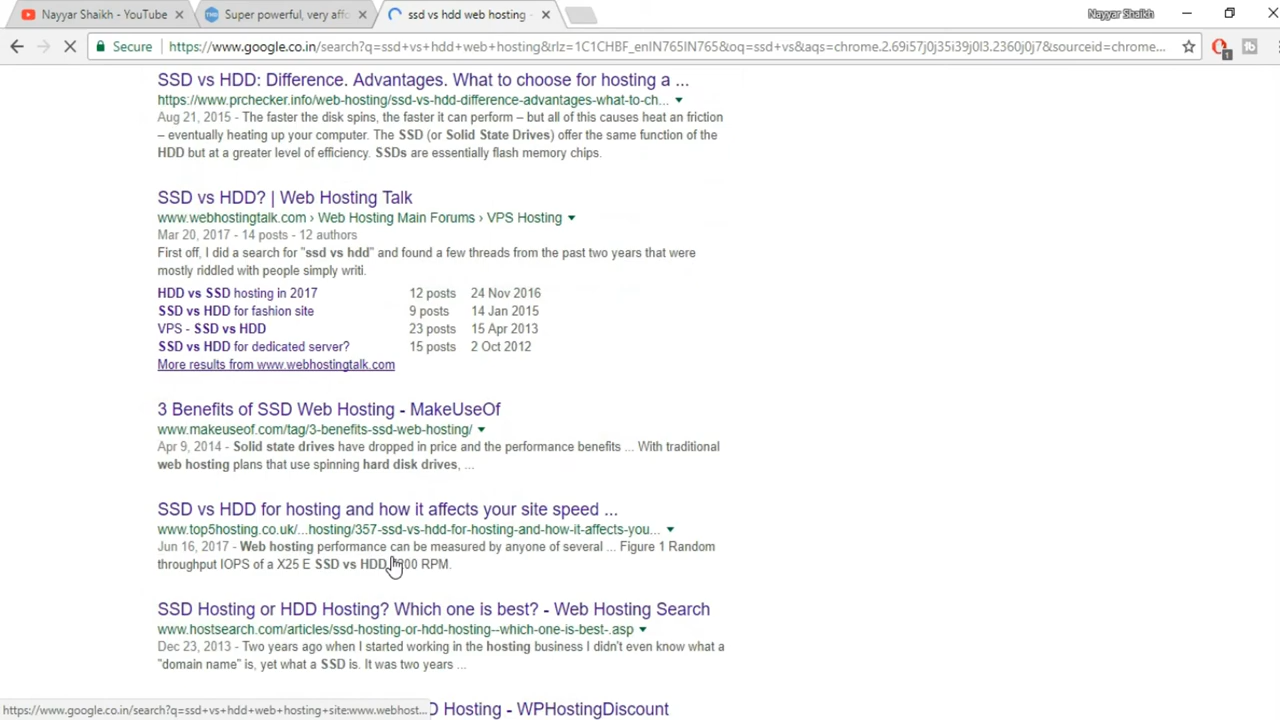 Nayyar Shaikh - YouTube
Super powerful, very affo
ssd vs hdd web hosting -
Nayyar Shaikh
Secure
https://www.google.co.in/search?q=ssd+vs+hdd+web+hosting&rlz=1C1CHBF_enIN765IN765&oq=ssd+vs&aqs=chrome.2.69i57j0j35i39j0l3.2360j0j7&sourceid=chrome...
1
SSD vs HDD: Difference. Advantages. What to choose for hosting a ...
https://www.prchecker.info/web-hosting/ssd-vs-hdd-difference-advantages-what-to-ch...
Aug 21, 2015 - The faster the disk spins, the faster it can perform – but all of this causes heat an friction
– eventually heating up your computer. The SSD (or Solid State Drives) offer the same function of the
HDD but at a greater level of efficiency. SSDs are essentially flash memory chips.
SSD vs HDD? | Web Hosting Talk
www.webhostingtalk.com › Web Hosting Main Forums › VPS Hosting
Mar 20, 2017 - 14 posts - 12 authors
First off, I did a search for "ssd vs hdd" and found a few threads from the past two years that were
mostly riddled with people simply writi.
HDD vs SSD hosting in 2017 12 posts 24 Nov 2016
SSD vs HDD for fashion site 9 posts 14 Jan 2015
VPS - SSD vs HDD 23 posts 15 Apr 2013
SSD vs HDD for dedicated server? 15 posts 2 Oct 2012
More results from www.webhostingtalk.com
3 Benefits of SSD Web Hosting - MakeUseOf
www.makeuseof.com/tag/3-benefits-ssd-web-hosting/
Apr 9, 2014 - Solid state drives have dropped in price and the performance benefits ... With traditional
web hosting plans that use spinning hard disk drives, ...
SSD vs HDD for hosting and how it affects your site speed ...
www.top5hosting.co.uk/...hosting/357-ssd-vs-hdd-for-hosting-and-how-it-affects-you...
Jun 16, 2017 - Web hosting performance can be measured by anyone of several ... Figure 1 Random
throughput IOPS of a X25 E SSD vs HDD RPM.
SSD Hosting or HDD Hosting? Which one is best? - Web Hosting Search
www.hostsearch.com/articles/ssd-hosting-or-hdd-hosting--which-one-is-best-.asp
Dec 23, 2013 - Two years ago when I started working in the hosting business I didn't even know what a
"domain name" is, yet what a SSD is. It was two years ...
https://www.google.co.in/search?q=ssd+vs+hdd+web+hosting+site:www.webhost...
D Hosting - WPHostingDiscount